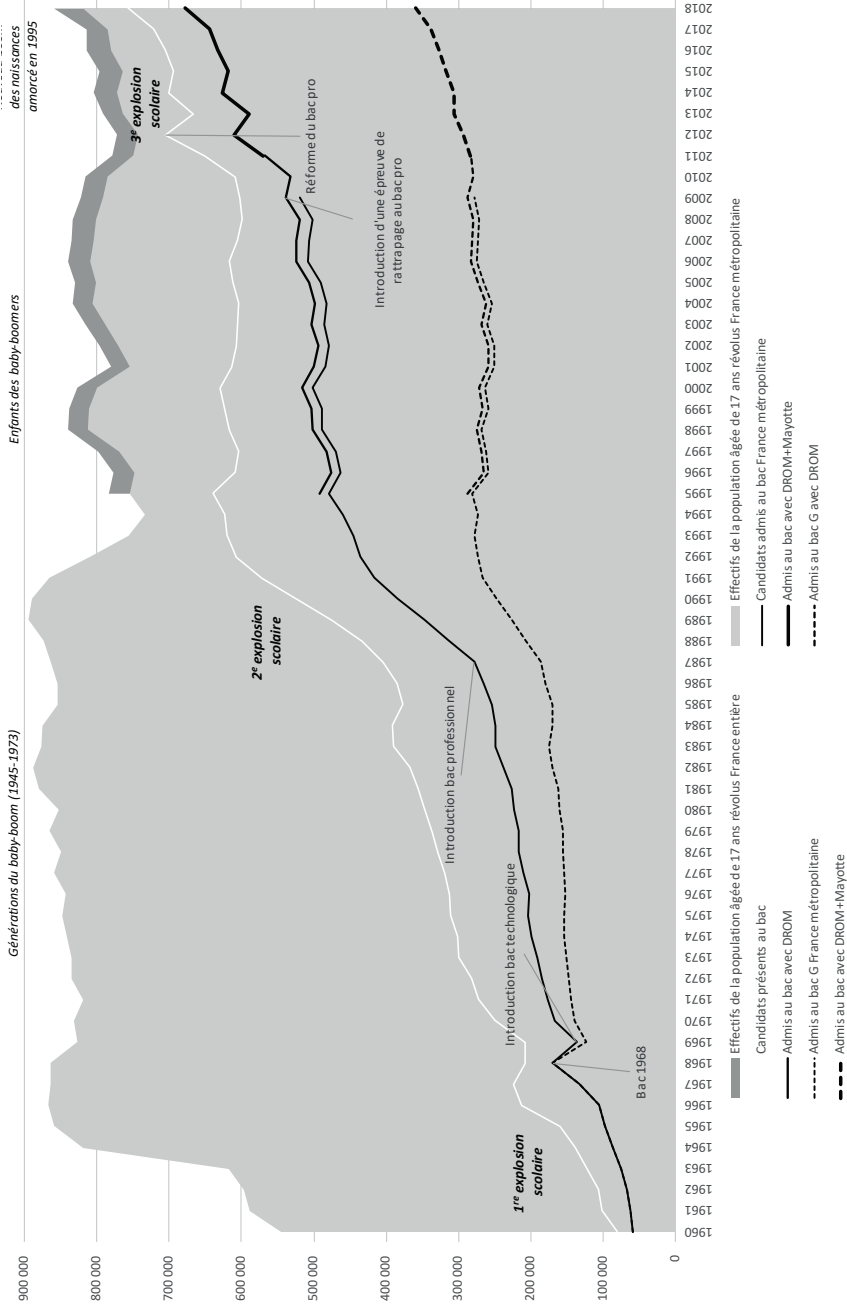 Générations du baby-boom (1945-1973)
Enfants des baby-boomers
des naissances
amorcé en 1995
900 000
800 000
700 000
600 000
500 000
400 000
300 000
200 000
100 000
0
1re explosion
scolaire
2e explosion
scolaire
3e explosion
scolaire
Bac 1968
Introduction bac technologique
Introduction bac professionnel
Introduction d'une épreuve de
rattrapage au bac pro
Réforme du bac pro
1960
1961
1962
1963
1964
1965
1966
1967
1968
1969
1970
1971
1972
1973
1974
1975
1976
1977
1978
1979
1980
1981
1982
1983
1984
1985
1986
1987
1988
1989
1990
1991
1992
1993
1994
1995
1996
1997
1998
1999
2000
2001
2002
2003
2004
2005
2006
2007
2008
2009
2010
2011
2012
2013
2014
2015
2016
2017
2018
Effectifs de la population âgée de 17 ans révolus France entière
Effectifs de la population âgée de 17 ans révolus France métropolitaine
Candidats présents au bac
Candidats admis au bac France métropolitaine
Admis au bac avec DROM
Admis au bac avec DROM+Mayotte
Admis au bac G France métropolitaine
Admis au bac G avec DROM
Admis au bac avec DROM+Mayotte